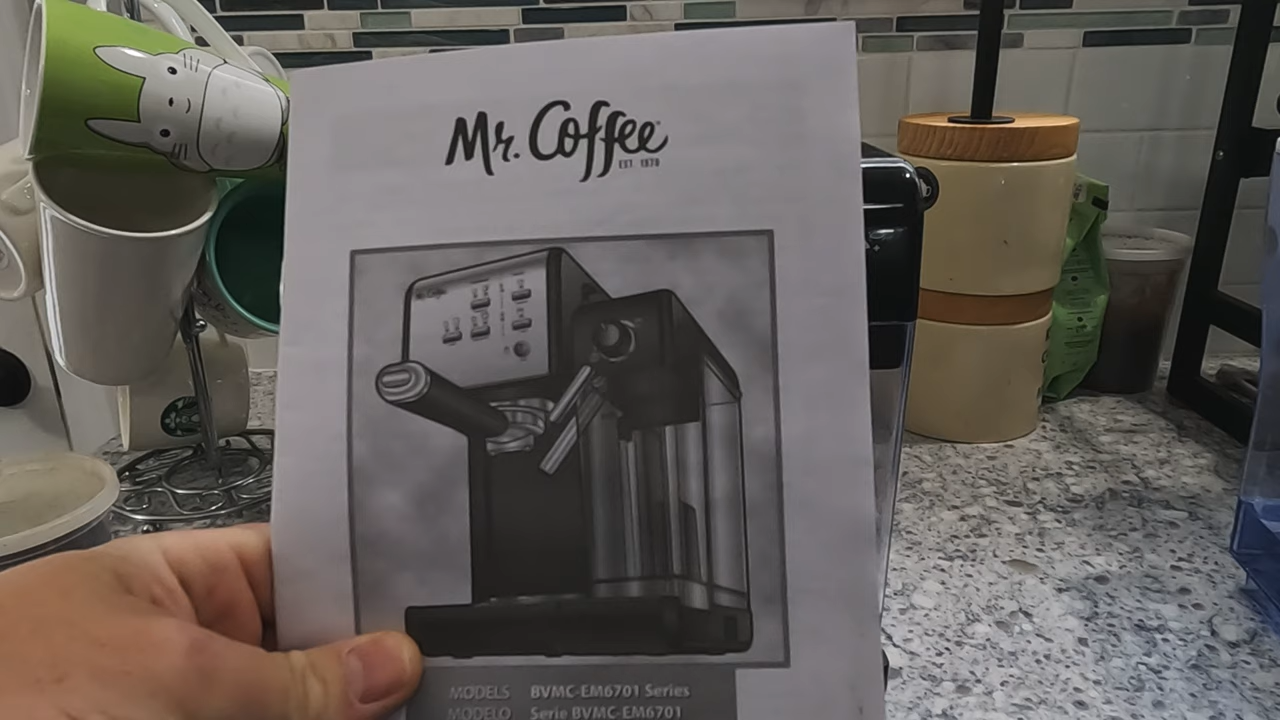 Mr. Coffee
EST. 1970
MODELS BVMC-EM6701 Series
MODELO Serie BVMC-EM6701